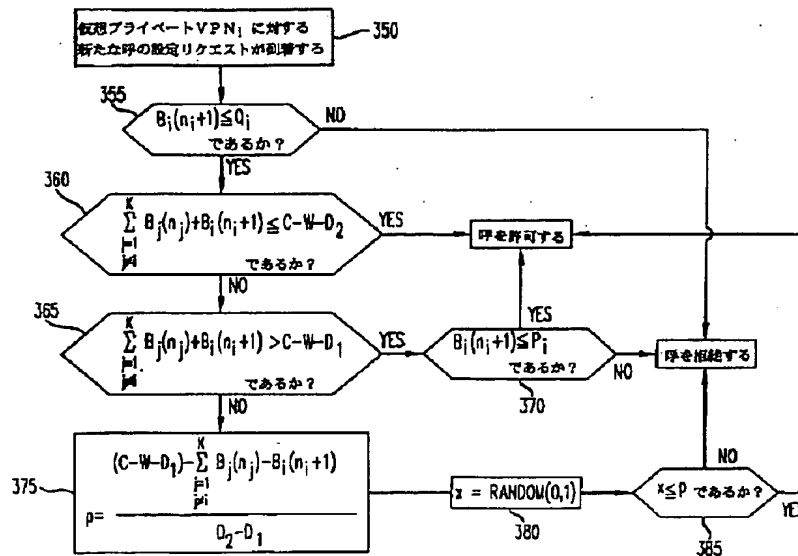 仮想プライベートVPNiに対する
新たな呼の設定リクエストが到着する
350
355
Bi(ni+1)≦Qi
であるか?
NO
YES
360
K
Σ Bj(nj)+Bi(ni+1)≦C-W-D2
j=1
j≠i
であるか?
YES
呼を許可する
NO
YES
365
K
Σ Bj(nj)+Bi(ni+1)>C-W-D1
j=1
j≠i
であるか?
YES
Bi(ni+1)≦Pi
であるか?
NO
370
呼を拒絶する
NO
NO
375
K
(C-W-D1)-Σ Bj(nj)-Bi(ni+1)
j=1
j≠i
p=
D2-D1
x = RANDOM(0,1)
380
x≦p であるか?
YES
385